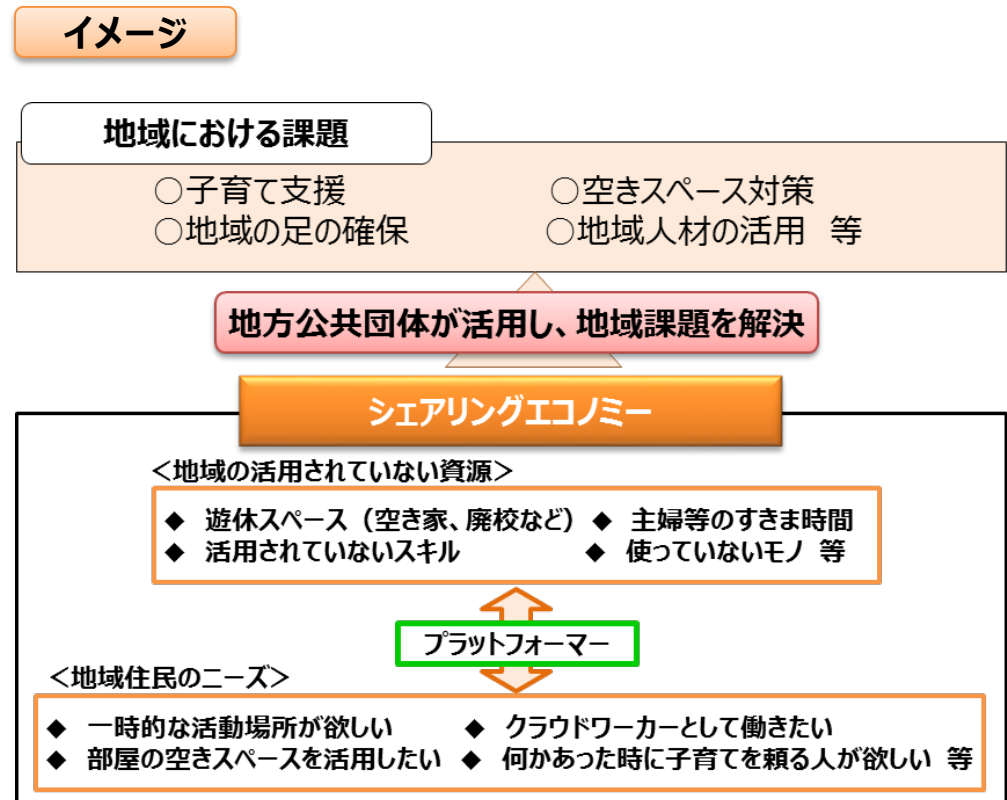 イメージ
地域における課題
○子育て支援 ○空きスペース対策
○地域の足の確保 ○地域人材の活用 等
地方公共団体が活用し、地域課題を解決
シェアリングエコノミー
<地域の活用されていない資源>
◆ 遊休スペース（空き家、廃校など） ◆ 主婦等のすきま時間
◆ 活用されていないスキル ◆ 使っていないモノ 等
プラットフォーマー
<地域住民のニーズ>
◆ 一時的な活動場所が欲しい ◆ クラウドワーカーとして働きたい
◆ 部屋の空きスペースを活用したい ◆ 何かあった時に子育てを頼る人が欲しい 等